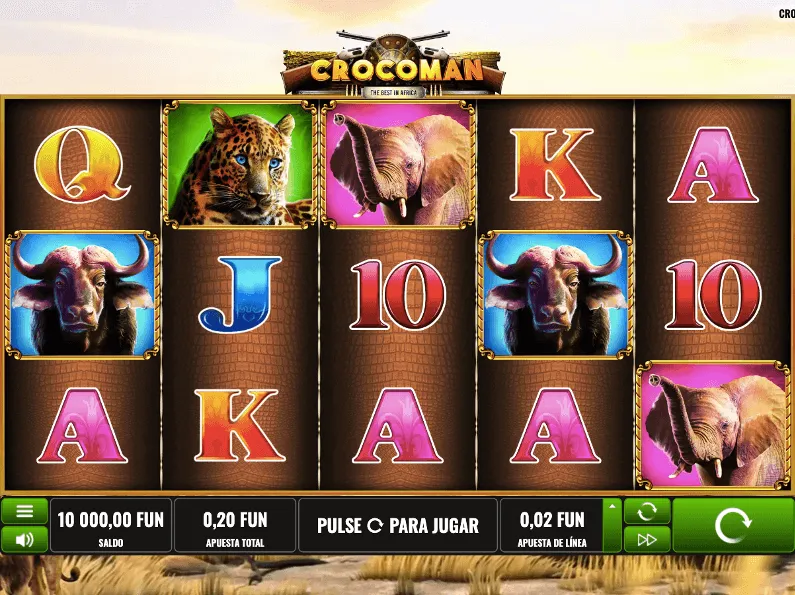 CRO
CROCOMAN
THE BEST IN AFRICA
Q K A
J 10 10
A K A A
10 000,00 FUN
SALDO
0,20 FUN
APUESTA TOTAL
PULSE PARA JUGAR
0,02 FUN
APUESTA DE LÍNEA